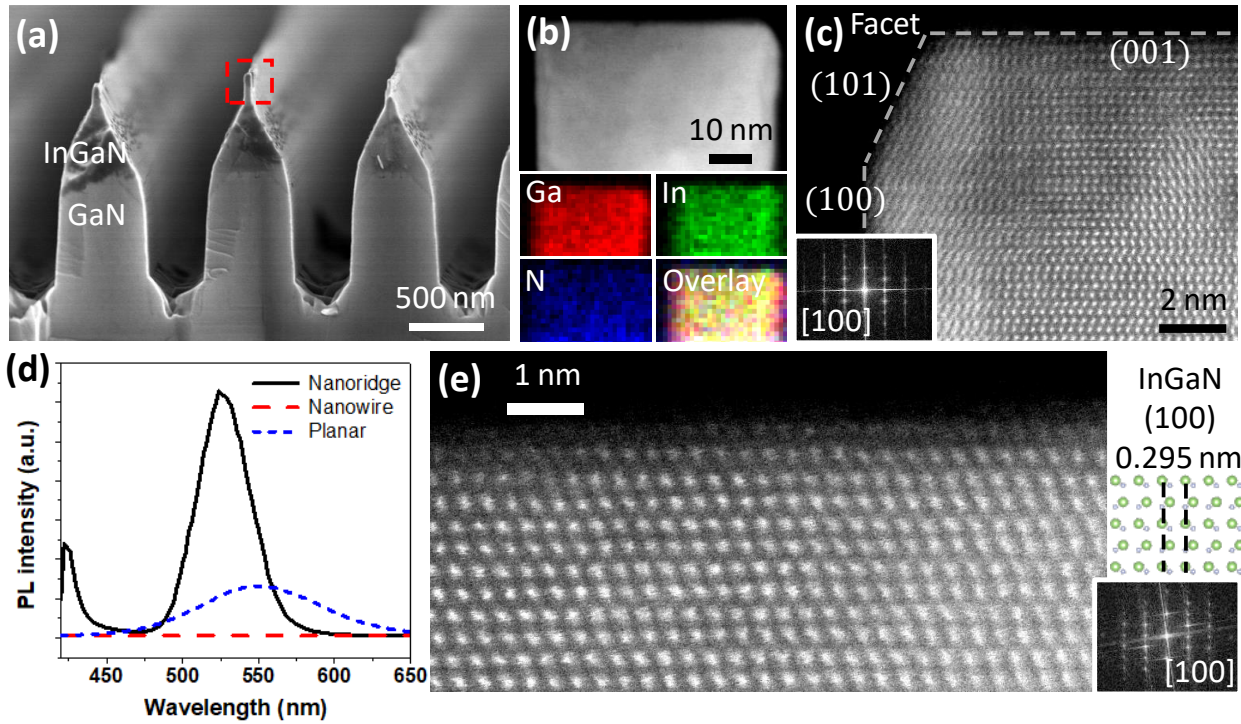 (a)
InGaN
GaN
500 nm
(b)
10 nm
Ga
In
N
Overlay
(c)
Facet
(001)
(101)
(100)
[100]
2 nm
(d)
PL intensity (a.u.)
Nanoridge
Nanowire
Planar
450
500
550
600
650
Wavelength (nm)
(e)
1 nm
InGaN
(100)
0.295 nm
[100]